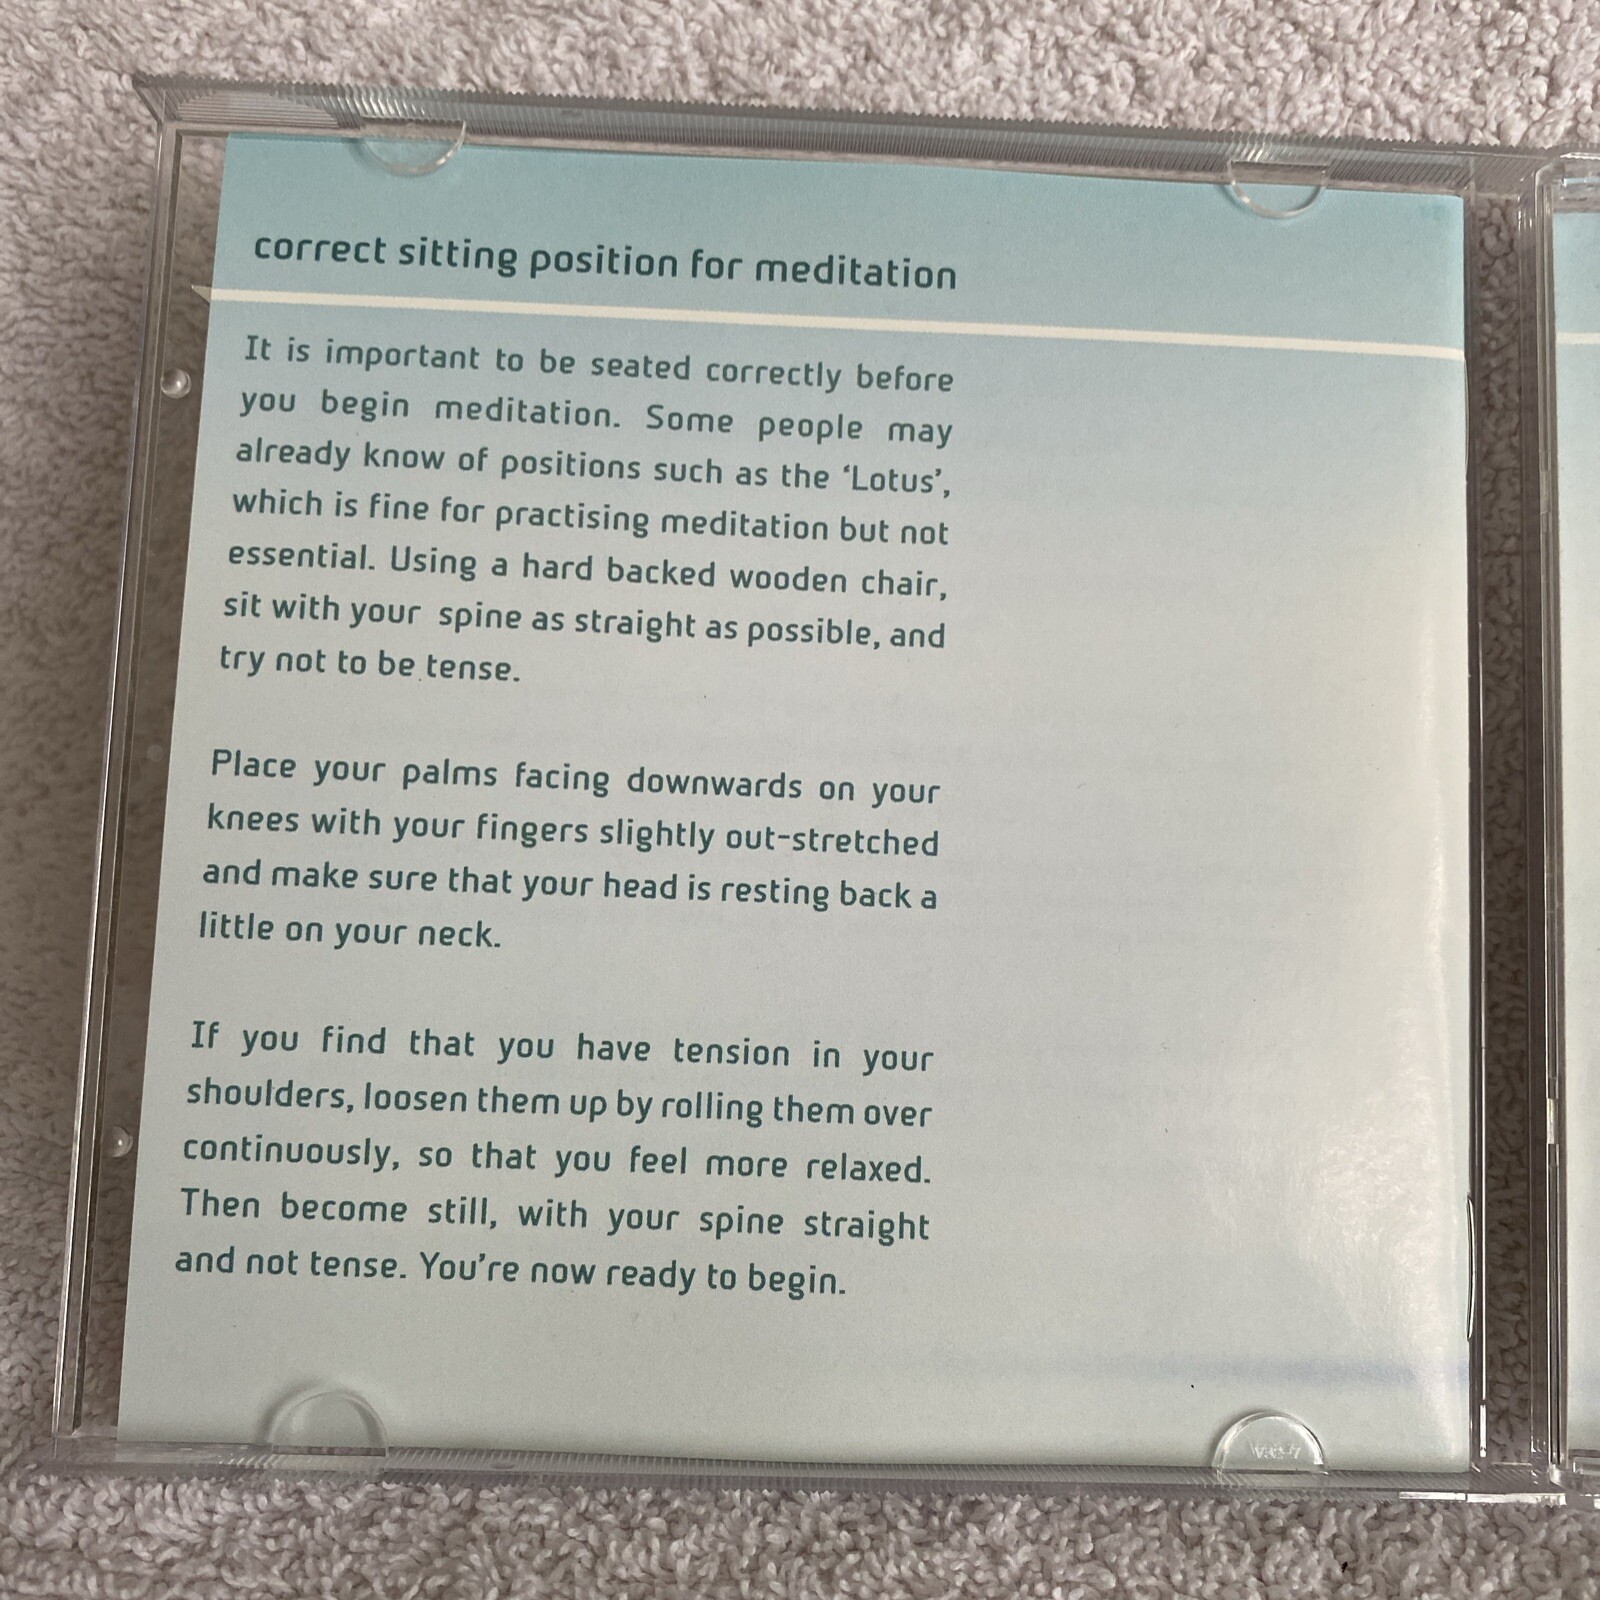 correct sitting position for meditation
It is important to be seated correctly before
you begin meditation. Some people may
already know of positions such as the ‘Lotus’,
which is fine for practising meditation but not
essential. Using a hard backed wooden chair,
sit with your spine as straight as possible, and
try not to be tense.
Place your palms facing downwards on your
knees with your fingers slightly out-stretched
and make sure that your head is resting back a
little on your neck.
If you find that you have tension in your
shoulders, loosen them up by rolling them over
continuously, so that you feel more relaxed.
Then become still, with your spine straight
and not tense. You’re now ready to begin.